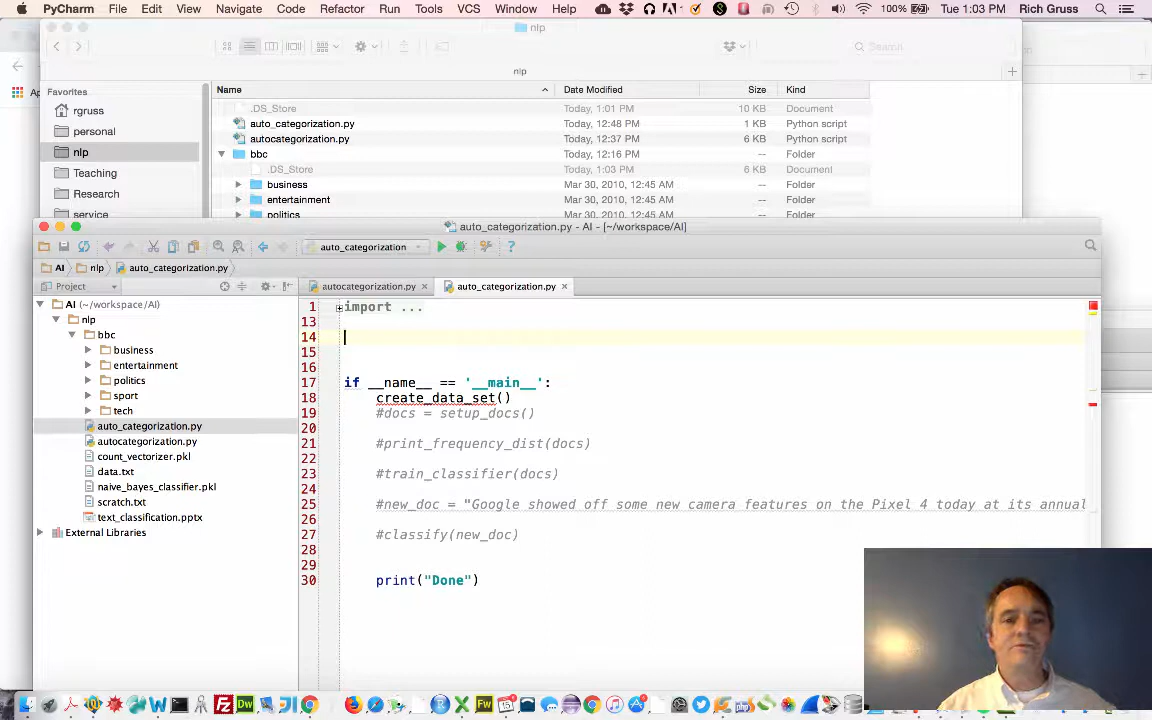 PyCharm File Edit View Navigate Code Refactor Run Tools VCS Window Help 100% Tue 1:03 PM Rich Gruss
nlp
Search
nlp
Favorites
Name Date Modified Size Kind
.DS_Store Today, 1:01 PM 10 KB Document
rgruss
auto_categorization.py Today, 12:48 PM 1 KB Python script
personal
autocategorization.py Today, 12:37 PM 6 KB Python script
nlp
bbc Today, 12:16 PM -- Folder
.DS_Store Today, 1:03 PM 6 KB Document
Teaching
business Mar 30, 2010, 12:45 AM -- Folder
Research
entertainment Mar 30, 2010, 12:45 AM -- Folder
service
politics Mar 30, 2010, 12:45 AM -- Folder
auto_categorization.py - AI - [~/workspace/AI]
auto_categorization
AI nlp auto_categorization.py
Project
autocategorization.py auto_categorization.py
AI (~/workspace/AI)
nlp
bbc
business
entertainment
politics
sport
tech
auto_categorization.py
autocategorization.py
count_vectorizer.pkl
data.txt
naive_bayes_classifier.pkl
scratch.txt
text_classification.pptx
External Libraries
1 import ...
13
14
15
16
17 if __name__ == '__main__':
18 create_data_set()
19 #docs = setup_docs()
20
21 #print_frequency_dist(docs)
22
23 #train_classifier(docs)
24
25 #new_doc = "Google showed off some new camera features on the Pixel 4 today at its annual
26
27 #classify(new_doc)
28
29
30 print("Done")